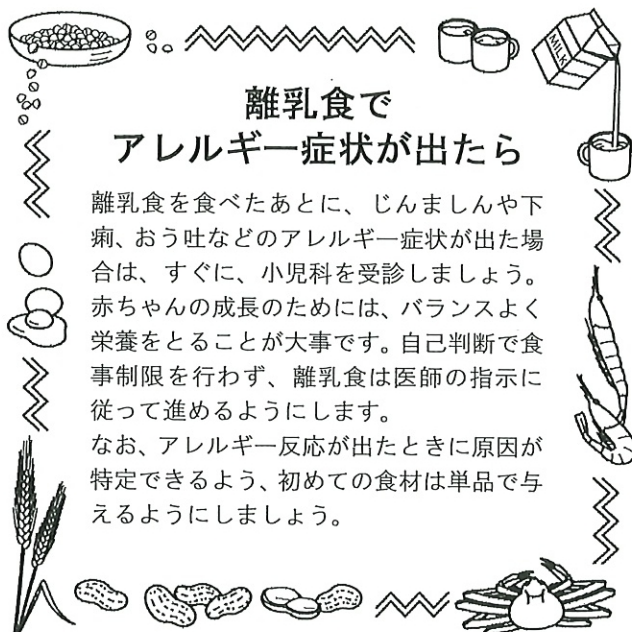 MILK
離乳食で
アレルギー症状が出たら
離乳食を食べたあとに、じんましんや下
痢、おう吐などのアレルギー症状が出た場
合は、すぐに、小児科を受診しましょう。
赤ちゃんの成長のためには、バランスよく
栄養をとることが大事です。自己判断で食
事制限を行わず、離乳食は医師の指示に
従って進めるようにします。
なお、アレルギー反応が出たときに原因が
特定できるよう、初めての食材は単品で与
えるようにしましょう。